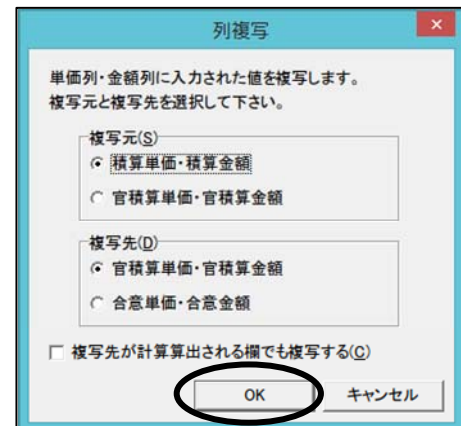 列複写
×
単価列・金額列に入力された値を複写します。
複写元と複写先を選択して下さい。
複写元(S)
積算単価・積算金額
官積算単価・官積算金額
複写先(D)
官積算単価・官積算金額
合意単価・合意金額
複写先が計算算出される欄でも複写する(C)
OK
キャンセル